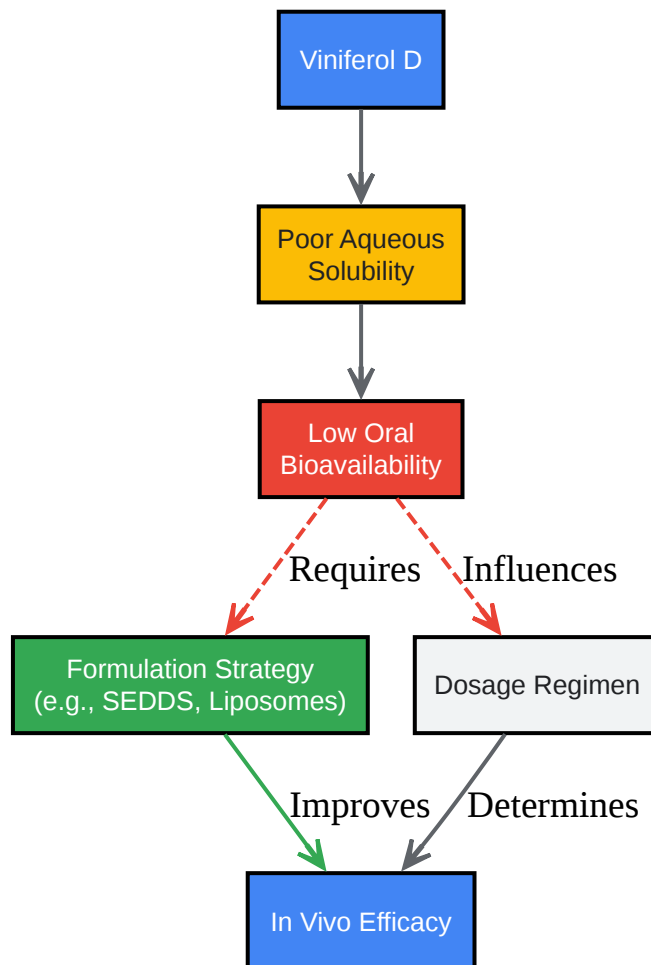 Viniferol D
Poor Aqueous
Solubility
Low Oral
Bioavailability
Requires
Influences
Formulation Strategy
(e.g., SEDDS, Liposomes)
Dosage Regimen
Improves
Determines
In Vivo Efficacy